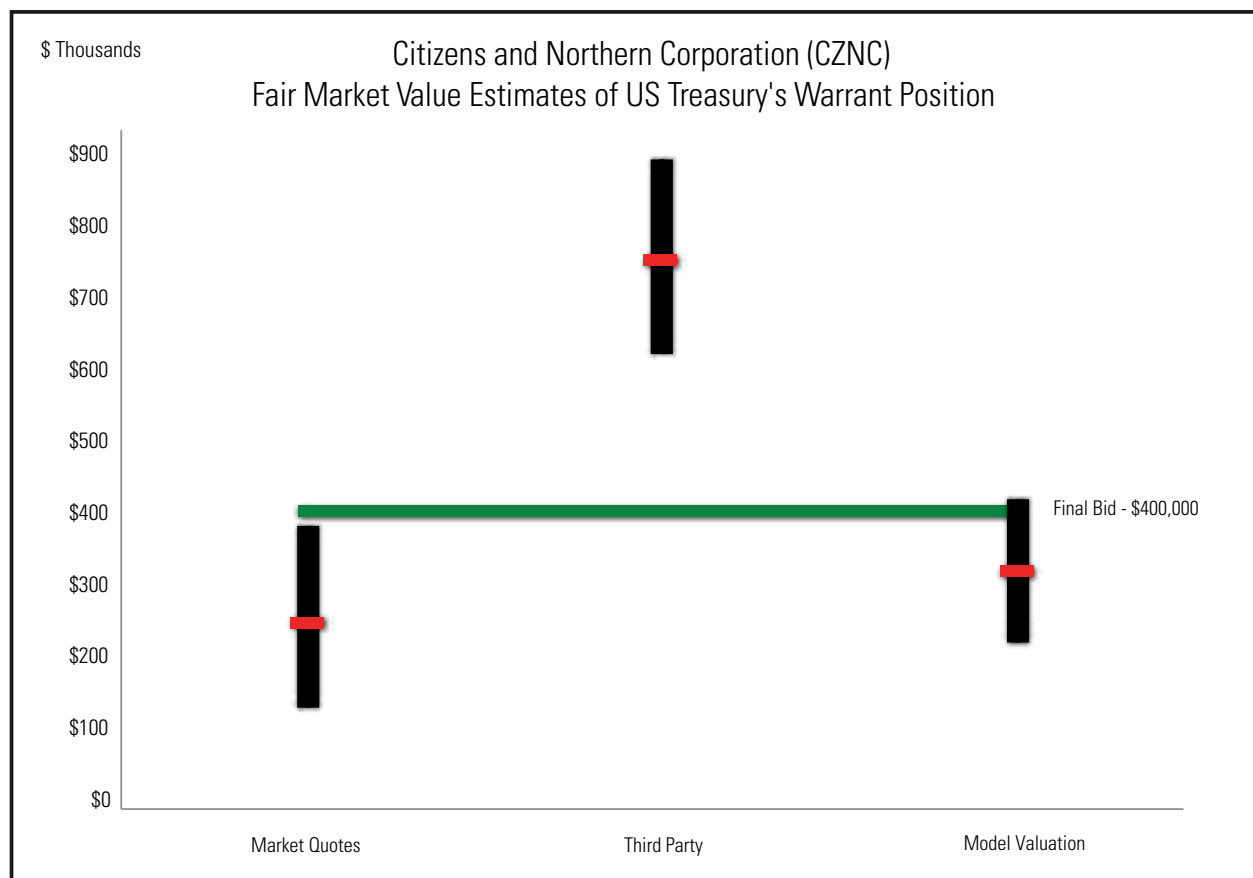 $ Thousands
Citizens and Northern Corporation (CZNC)
Fair Market Value Estimates of US Treasury's Warrant Position
$900
$800
$700
$600
$500
$400
$300
$200
$100
$0
Final Bid - $400,000
Market Quotes
Third Party
Model Valuation